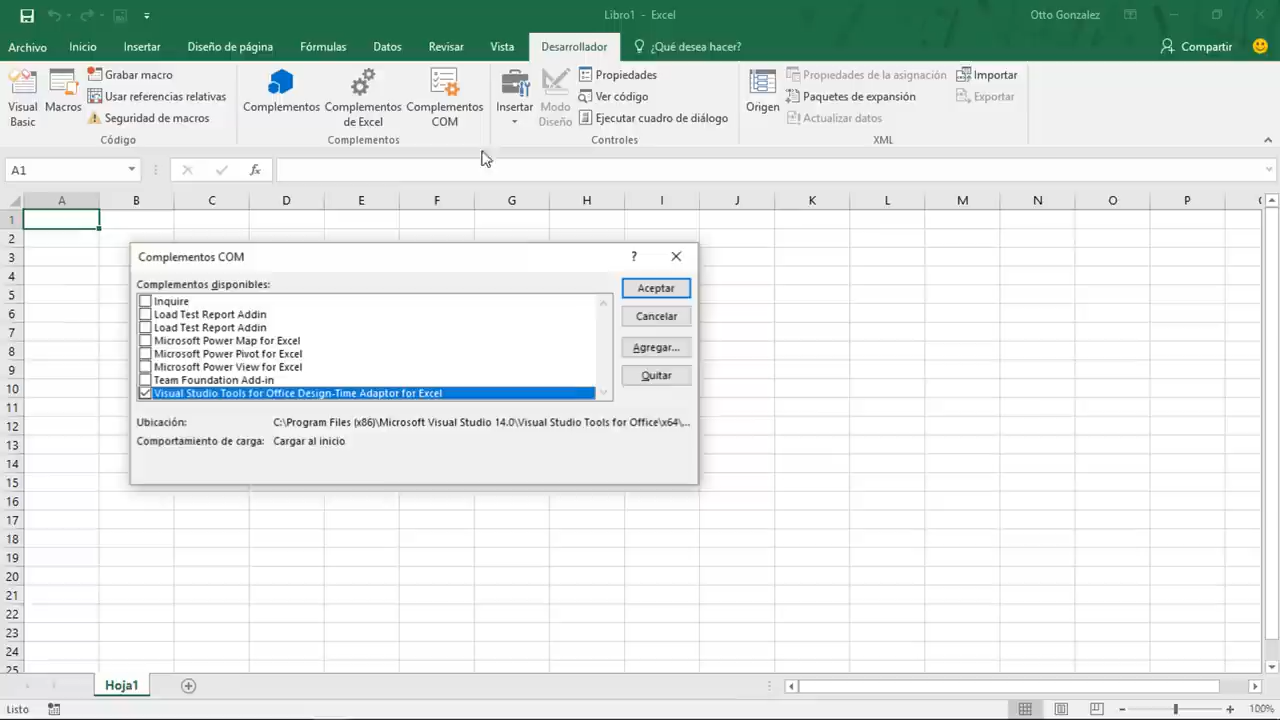 Libro1 - Excel
Otto Gonzalez
Archivo Inicio Insertar Diseño de página Fórmulas Datos Revisar Vista Desarrollador ¿Qué desea hacer? Compartir
Visual Basic
Macros
Grabar macro
Usar referencias relativas
Seguridad de macros
Código
Complementos
Complementos de Excel
Complementos COM
Complementos
Insertar
Modo Diseño
Propiedades
Ver código
Ejecutar cuadro de diálogo
Controles
Origen
Propiedades de la asignación
Paquetes de expansión
Actualizar datos
Importar
Exportar
XML
A1
fx
A B C D E F G H I J K L M N O P
1
2
3
4
5
6
7
8
9
10
11
12
13
14
15
16
17
18
19
20
21
22
23
24
25
Complementos COM ?
Complementos disponibles:
Inquire
Load Test Report Addin
Load Test Report Addin
Microsoft Power Map for Excel
Microsoft Power Pivot for Excel
Microsoft Power View for Excel
Team Foundation Add-in
Visual Studio Tools for Office Design-Time Adaptor for Excel
Aceptar
Cancelar
Agregar...
Quitar
Ubicación: C:\Program Files (x86)\Microsoft Visual Studio 14.0\Visual Studio Tools for Office\x64\...
Comportamiento de carga: Cargar al inicio
Hoja1
Listo
100%